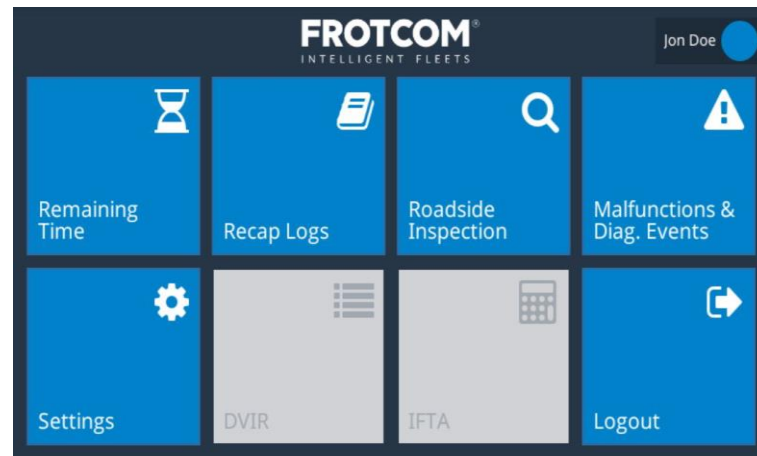 FROTCOM®
INTELLIGENT FLEETS
Jon Doe
Remaining
Time
Recap Logs
Roadside
Inspection
Malfunctions &
Diag. Events
Settings
DVIR
IFTA
Logout